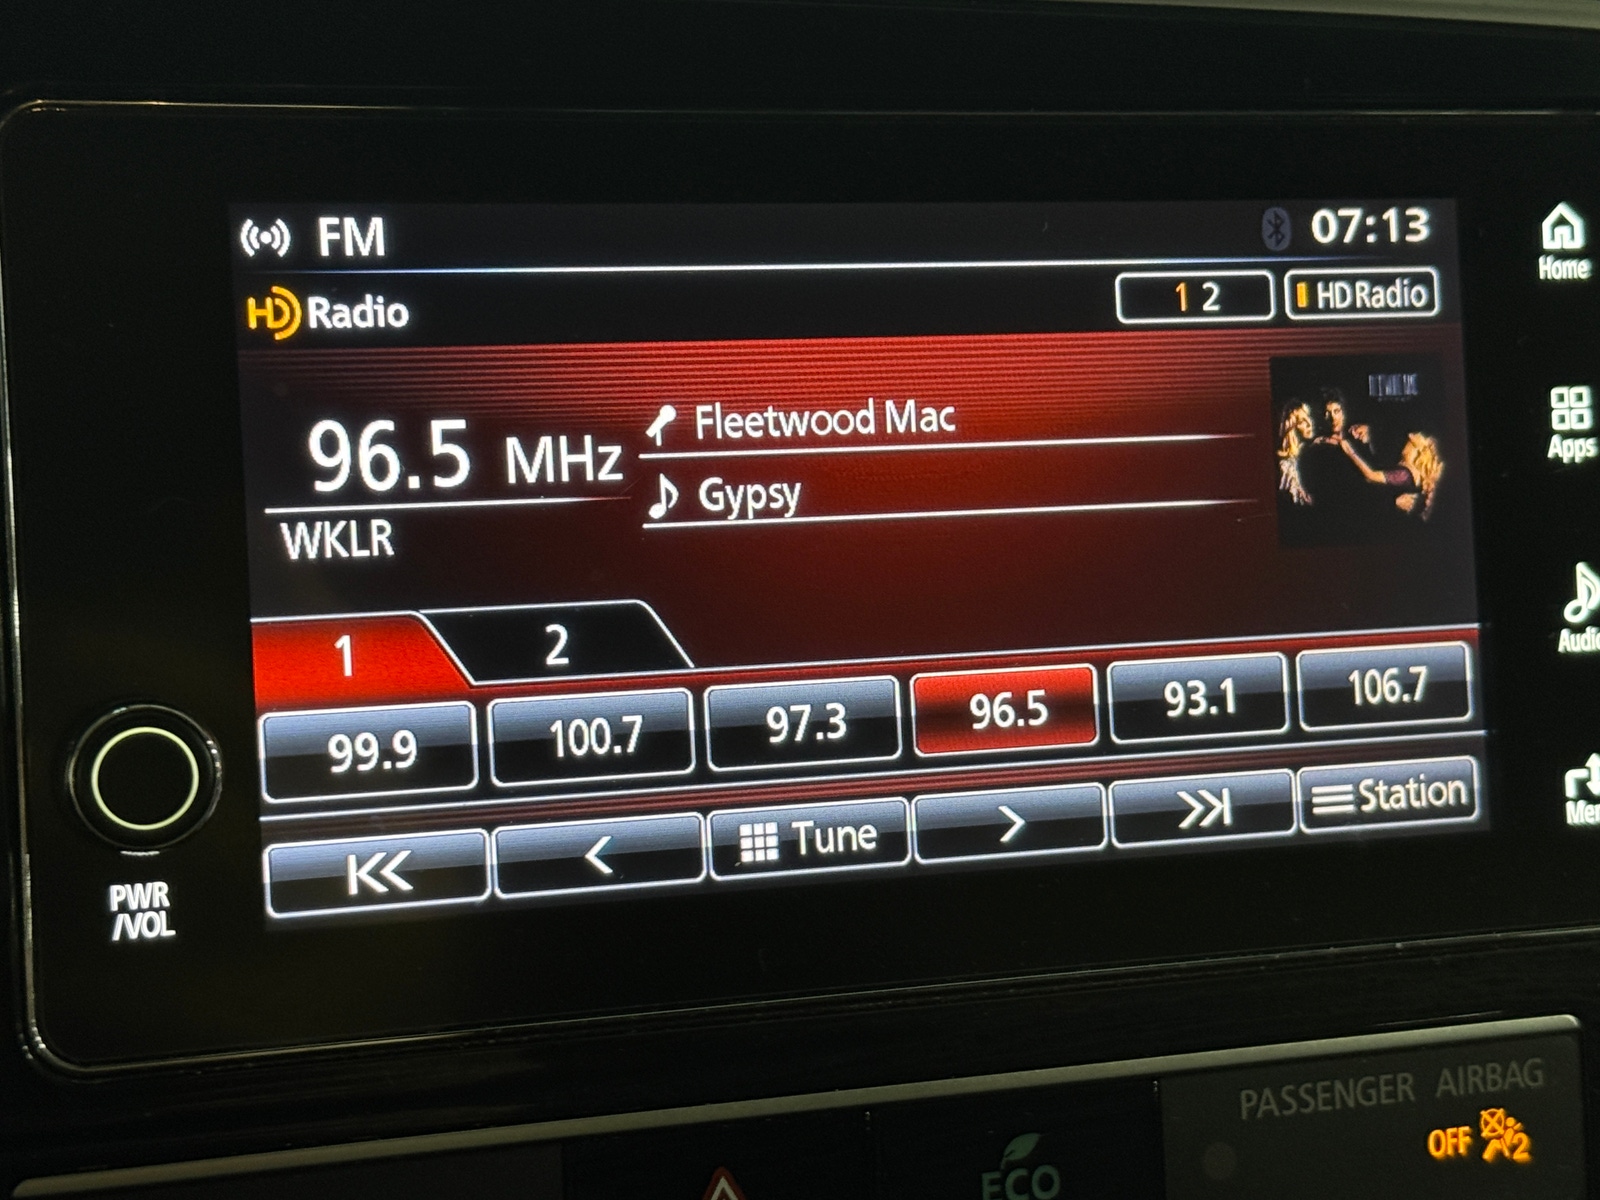 FM
07:13
HD Radio
1 2
HD Radio
96.5 MHz
Fleetwood Mac
Gypsy
WKLR
1
2
99.9
100.7
97.3
96.5
93.1
106.7
Tune
Station
Home
Apps
PWR
/VOL
PASSENGER AIRBAG
OFF
2
ECO